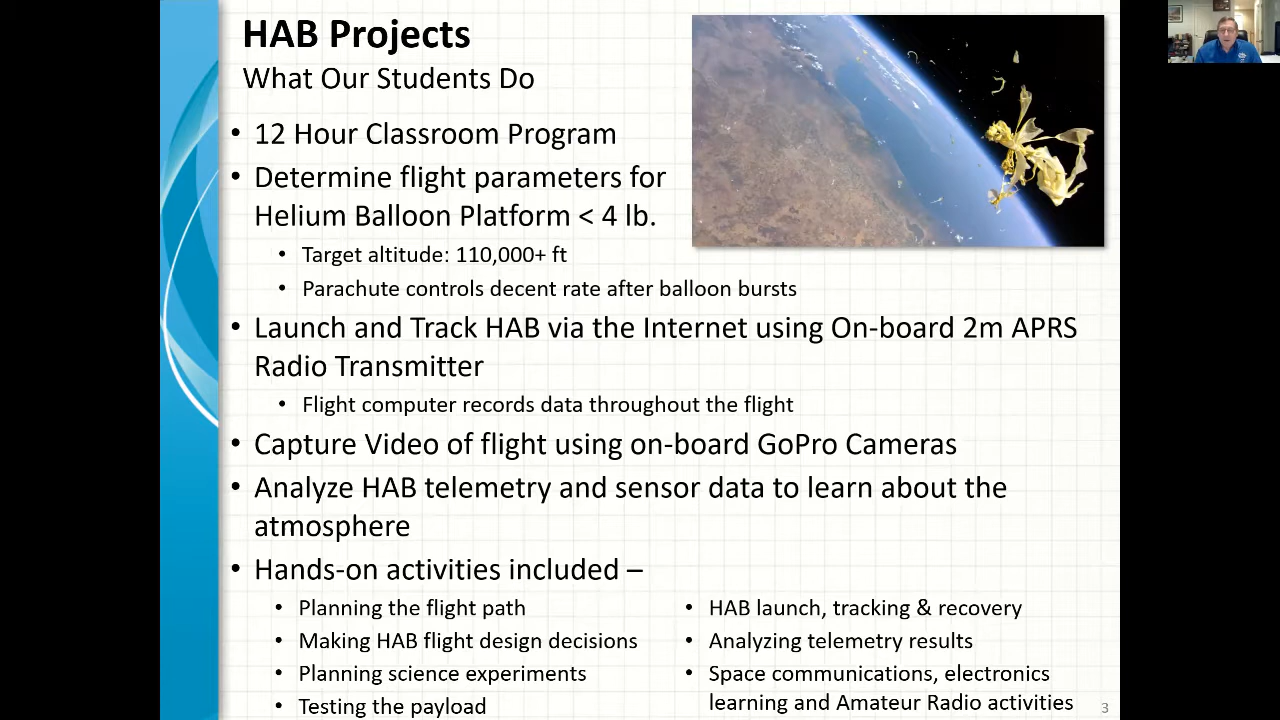 HAB Projects
What Our Students Do
• 12 Hour Classroom Program
• Determine flight parameters for
Helium Balloon Platform < 4 lb.
• Target altitude: 110,000+ ft
• Parachute controls decent rate after balloon bursts
• Launch and Track HAB via the Internet using On-board 2m APRS
Radio Transmitter
• Flight computer records data throughout the flight
• Capture Video of flight using on-board GoPro Cameras
• Analyze HAB telemetry and sensor data to learn about the
atmosphere
• Hands-on activities included –
• Planning the flight path
• Making HAB flight design decisions
• Planning science experiments
• Testing the payload
• HAB launch, tracking & recovery
• Analyzing telemetry results
• Space communications, electronics
learning and Amateur Radio activities
3